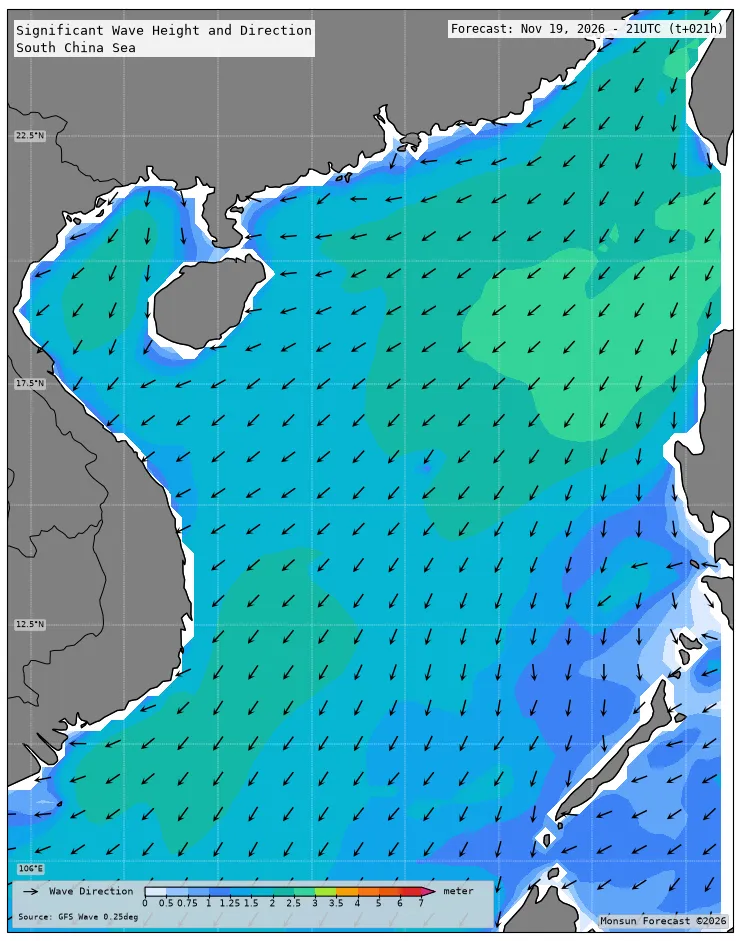 Significant Wave Height and Direction
South China Sea
Forecast: Nov 19, 2026 - 21UTC (t+021h)
22.5°N
17.5°N
12.5°N
106°E
Wave Direction
meter
0 0.5 0.75 1 1.25 1.5 2 2.5 3 3.5 4 5 6 7
Source: GFS Wave 0.25deg
Monsun Forecast ©2026